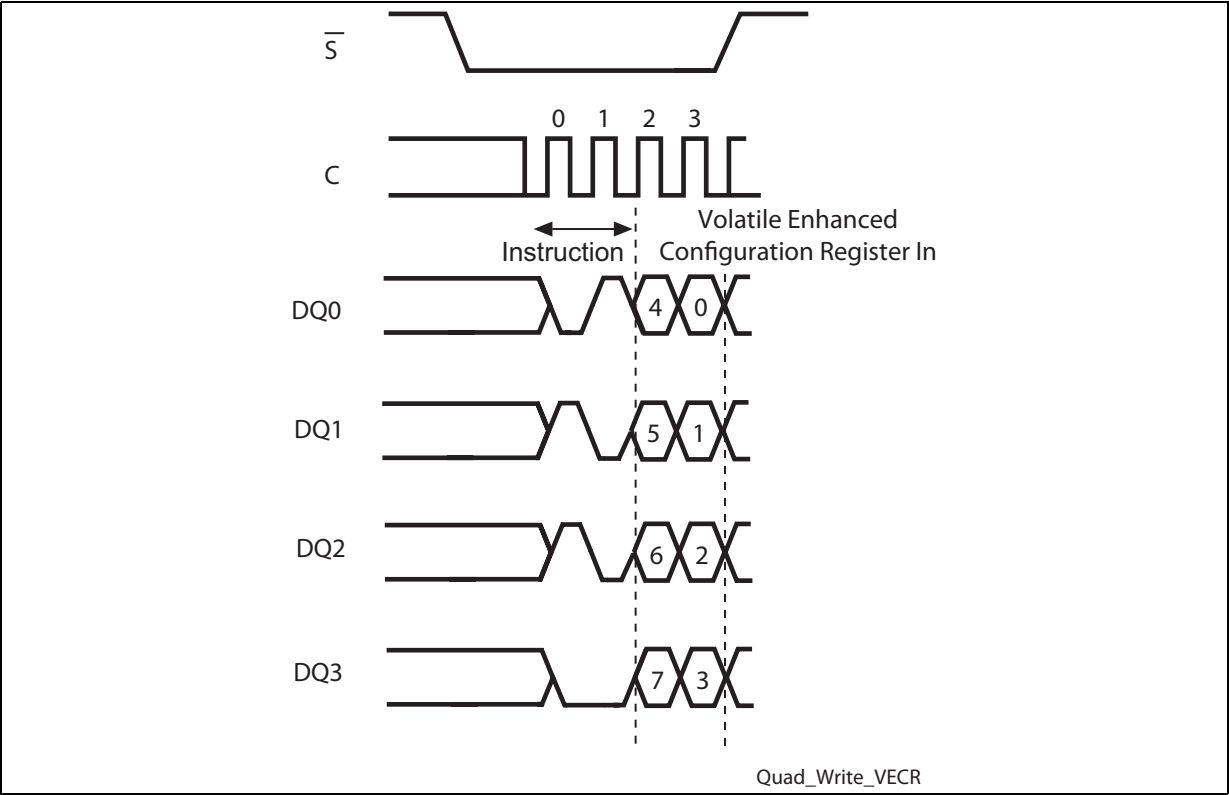 S
0 1 2 3
C
Volatile Enhanced
Instruction Configuration Register In
DQ0 4 0
DQ1 5 1
DQ2 6 2
DQ3 7 3
Quad_Write_VECR